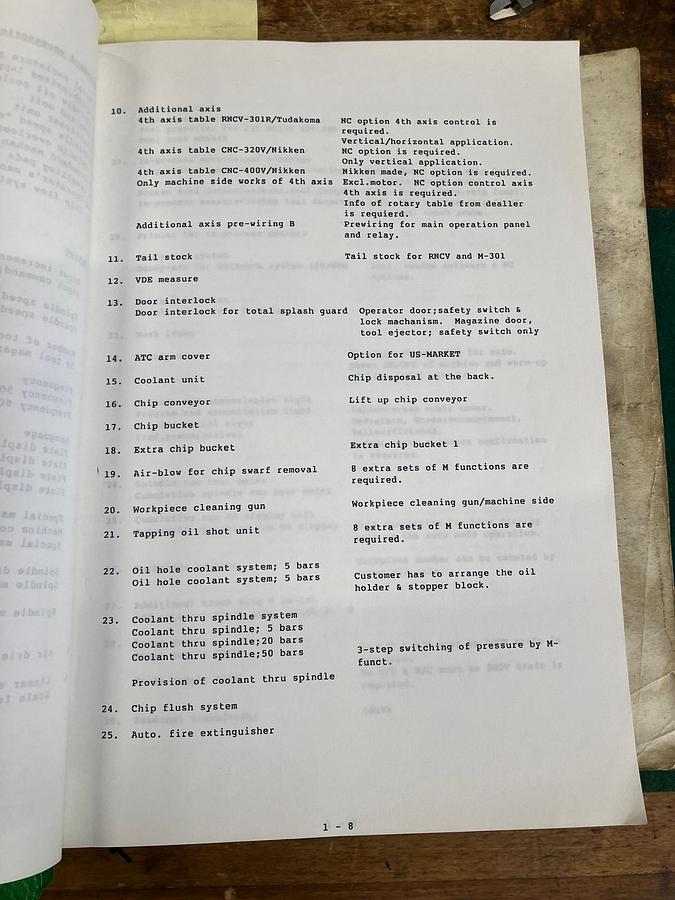 10. Additional axis
4th axis table RNCV-301R/Tudakoma NC option 4th axis control is
required.
Vertical/horizontal application.
4th axis table CNC-320V/Nikken NC option is required.
Only vertical application.
4th axis table CNC-400V/Nikken Nikken made, NC option is required.
Only machine side works of 4th axis Excl.motor. NC option control axis
4th axis is required.
Info of rotary table from dealler
is requierd.
Additional axis pre-wiring B Prewiring for main operation panel
and relay.
11. Tail stock Tail stock for RNCV and M-301
12. VDE measure
13. Door interlock
Door interlock for total splash guard Operator door;safety switch &
lock machanism. Magazine door,
tool ejector; safety switch only
14. ATC arm cover Option for US-MARKET
15. Coolant unit Chip disposal at the back.
16. Chip conveyor Lift up chip conveyor
17. Chip bucket
18. Extra chip bucket Extra chip bucket 1
19. Air-blow for chip swarf removal 8 extra sets of M functions are
required.
20. Workpiece cleaning gun Workpiece cleaning gun/machine side
21. Tapping oil shot unit 8 extra sets of M functions are
required.
22. Oil hole coolant system; 5 bars
Oil hole coolant system; 5 bars Customer has to arrange the oil
holder & stopper block.
23. Coolant thru spindle system
Coolant thru spindle; 5 bars
Coolant thru spindle;20 bars
Coolant thru spindle;50 bars 3-step switching of pressure by M-
funct.
Provision of coolant thru spindle
24. Chip flush system
25. Auto. fire extinguisher
1 - 8